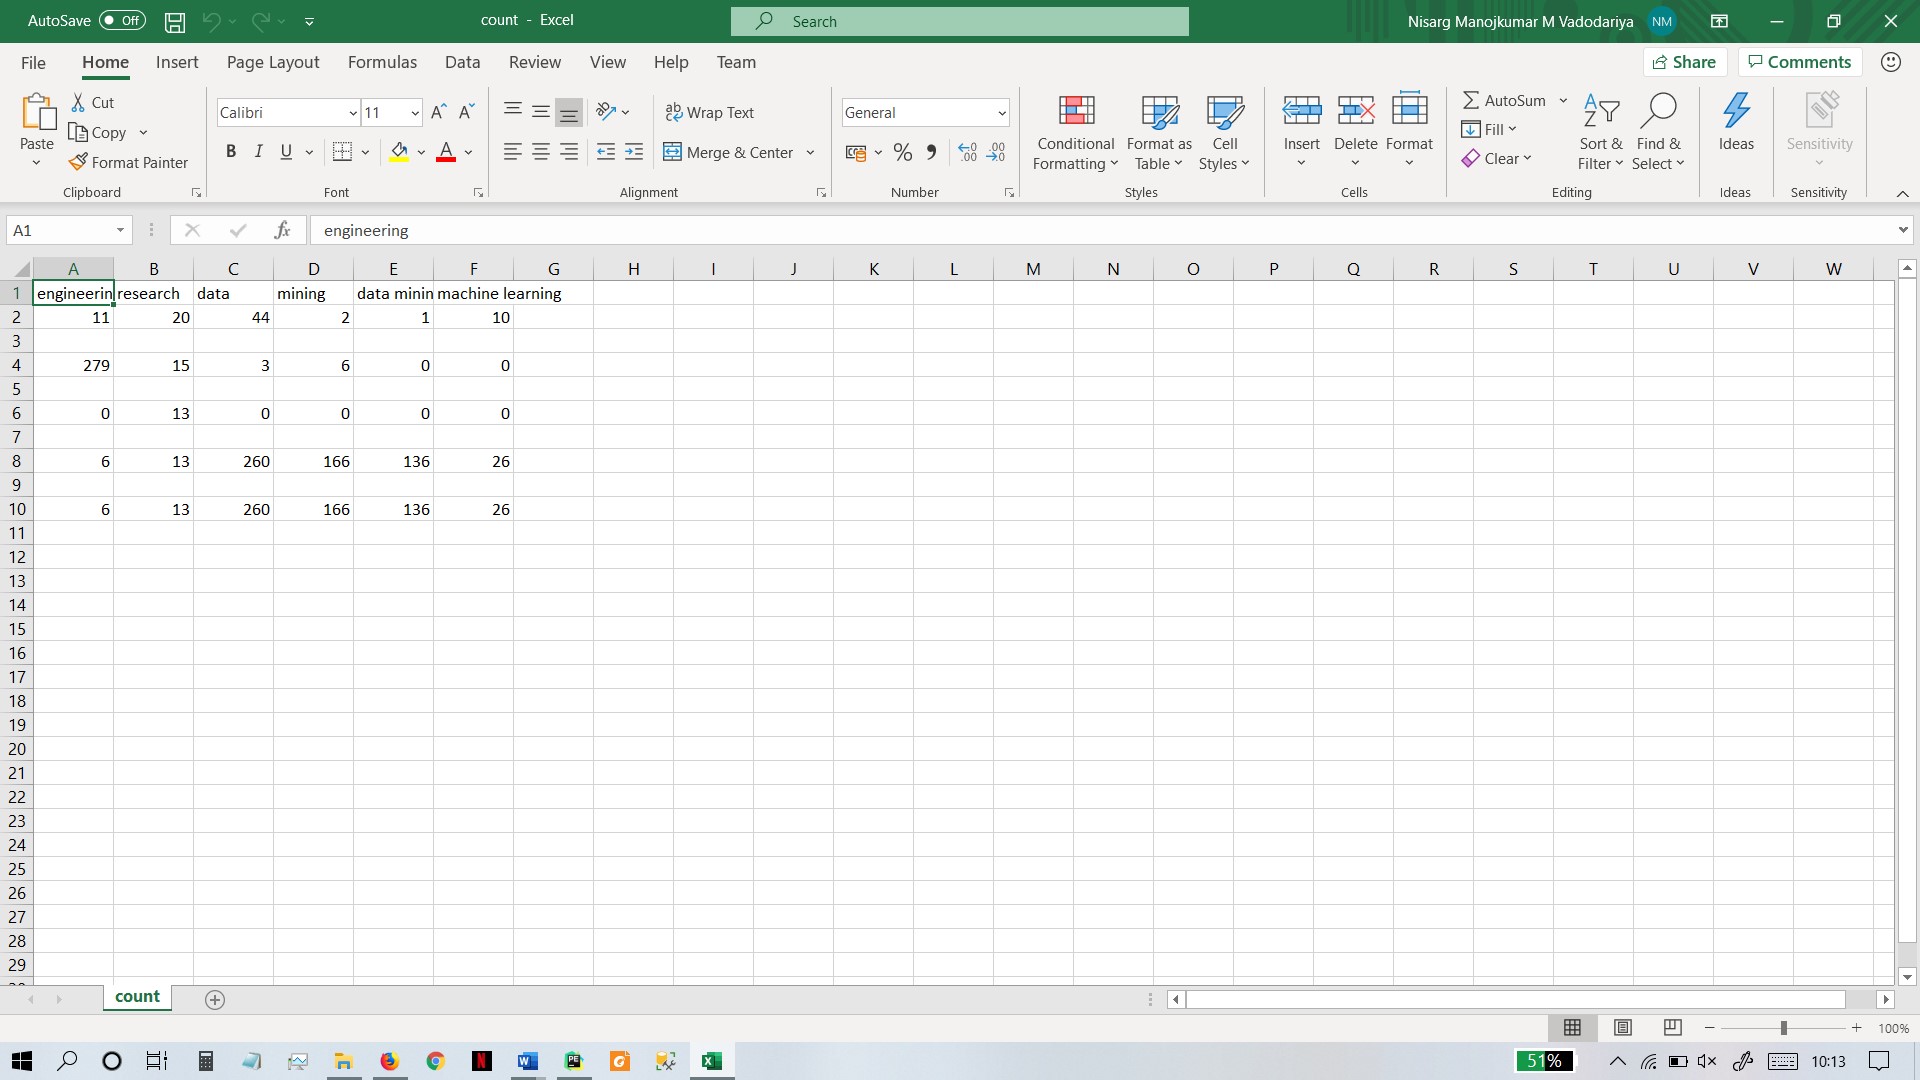 AutoSave Off count - Excel Search Nisarg Manojkumar M Vadodariya NM
File Home Insert Page Layout Formulas Data Review View Help Team Share Comments
Paste Cut Copy Format Painter
Calibri 11 A^ Aˇ
B I U A
ab Wrap Text
Merge & Center
General
% , .00 .00
Conditional Formatting Format as Table Cell Styles
Insert Delete Format
AutoSum Fill Clear
Sort & Filter Find & Select
Ideas Sensitivity
Clipboard Font Alignment Number Styles Cells Editing Ideas Sensitivity
A1 fx engineering
A B C D E F G H I J K L M N O P Q R S T U V W
1 engineerin research data mining data minin machine learning
2 11 20 44 2 1 10
3
4 279 15 3 6 0 0
5
6 0 13 0 0 0 0
7
8 6 13 260 166 136 26
9
10 6 13 260 166 136 26
11
12
13
14
15
16
17
18
19
20
21
22
23
24
25
26
27
28
29
count
100%
51% 10:13